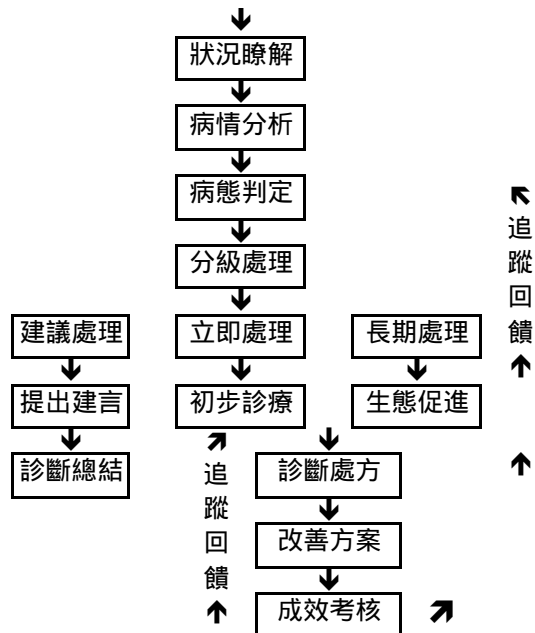 狀況瞭解
病情分析
病態判定
分級處理
建議處理 立即處理 長期處理
提出建言 初步診療 生態促進
診斷總結 診斷處方
改善方案
成效考核
追蹤回饋
追蹤回饋